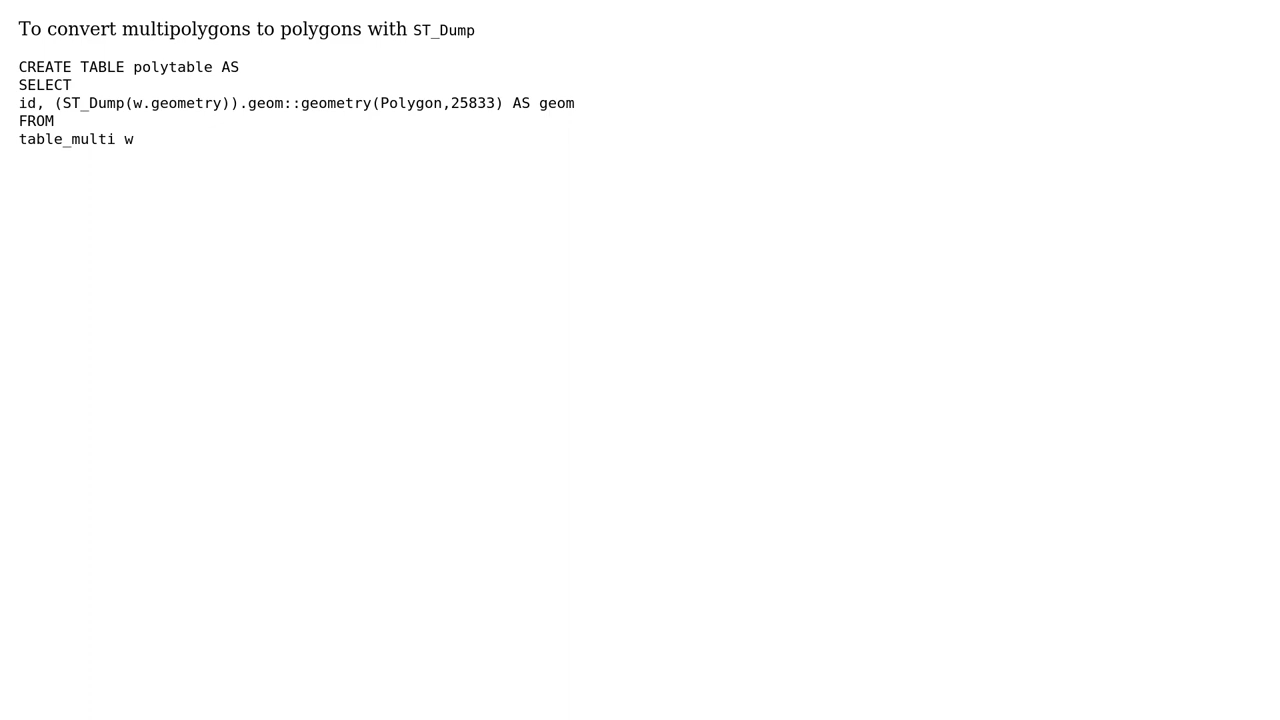 To convert multipolygons to polygons with ST_Dump
CREATE TABLE polytable AS
SELECT
id, (ST_Dump(w.geometry)).geom::geometry(Polygon,25833) AS geom
FROM
table_multi w